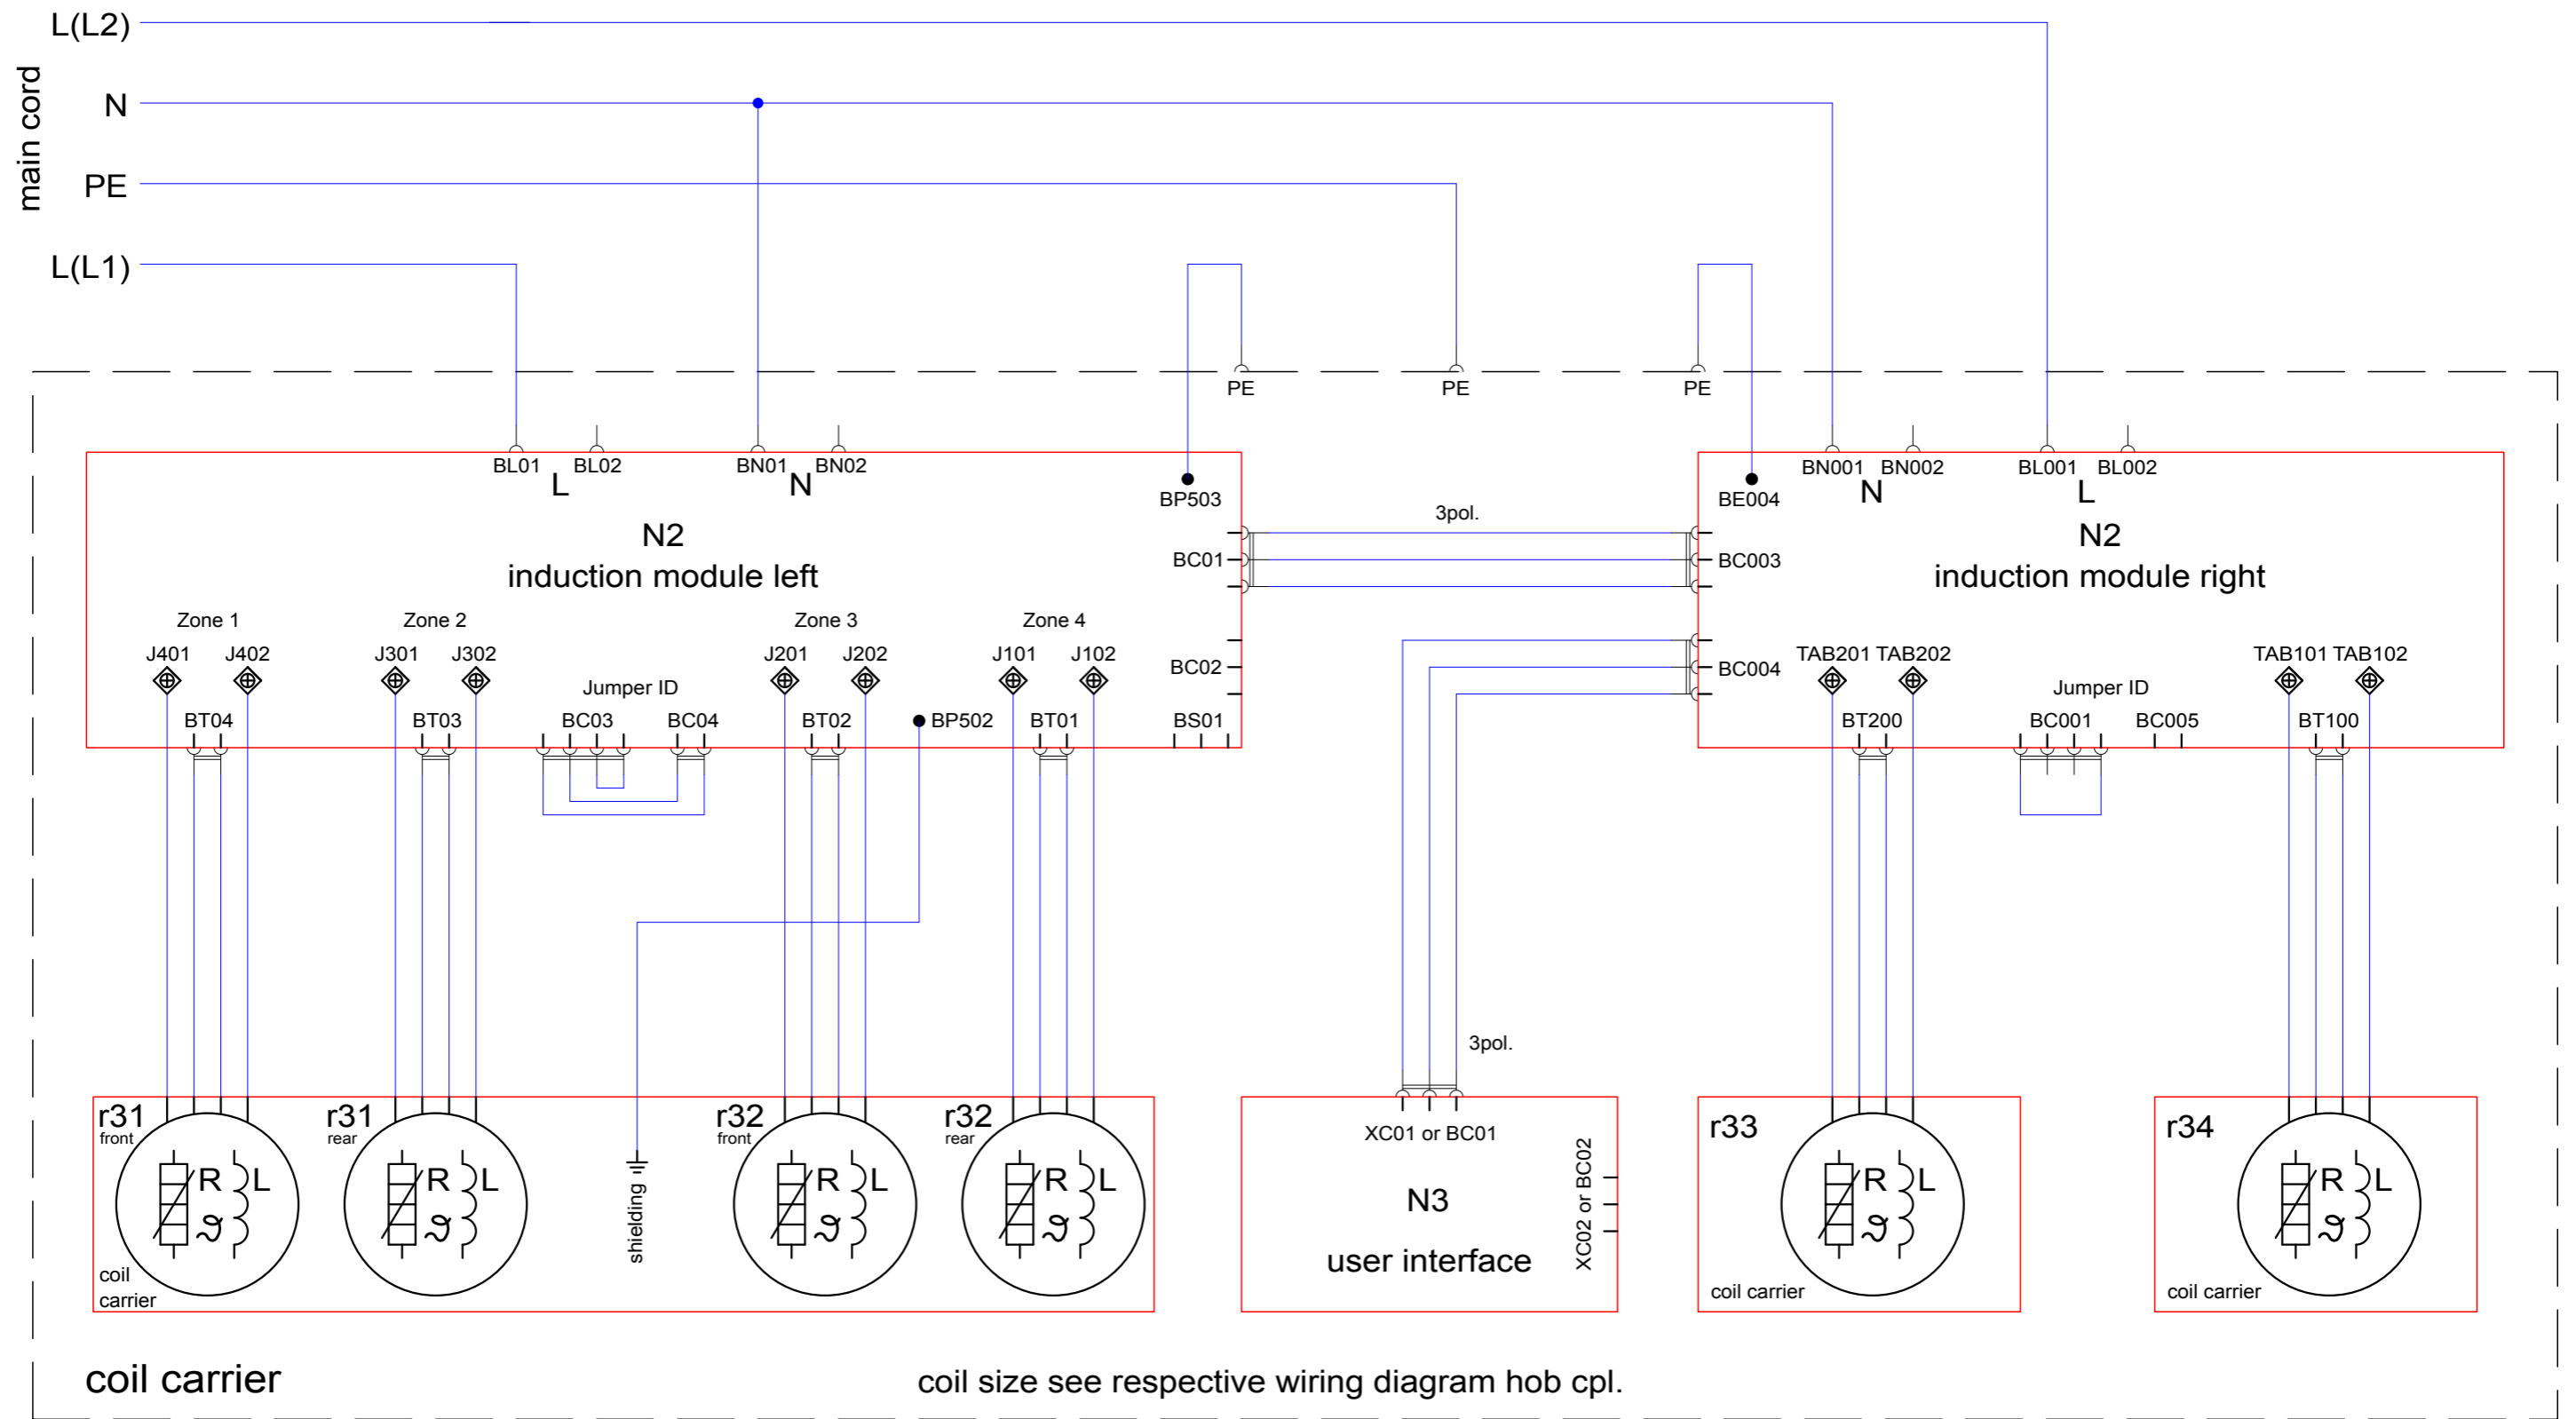 L(L2)
main cord
N
PE
L(L1)
PE PE PE
BL01 BL02 BN01 BN02
L N
BP503
BN001 BN002 BL001 BL002
BE004
N L
N2
induction module left
3pol.
BC01
BC003
N2
induction module right
Zone 1 Zone 2 Zone 3 Zone 4
J401 J402 J301 J302 J201 J202 J101 J102
BC02
BC004
TAB201 TAB202 TAB101 TAB102
Jumper ID
Jumper ID
BT04 BT03 BC03 BC04 BT02 BP502 BT01 BS01
BT200 BC001 BC005 BT100
3pol.
r31
front
r31
rear
r32
front
r32
rear
XC01 or BC01
r33
r34
R L
ϑ
R L
ϑ
shielding
R L
ϑ
R L
ϑ
N3
user interface
XC02 or BC02
R L
ϑ
R L
ϑ
coil
carrier
coil carrier
coil carrier
coil carrier
coil size see respective wiring diagram hob cpl.